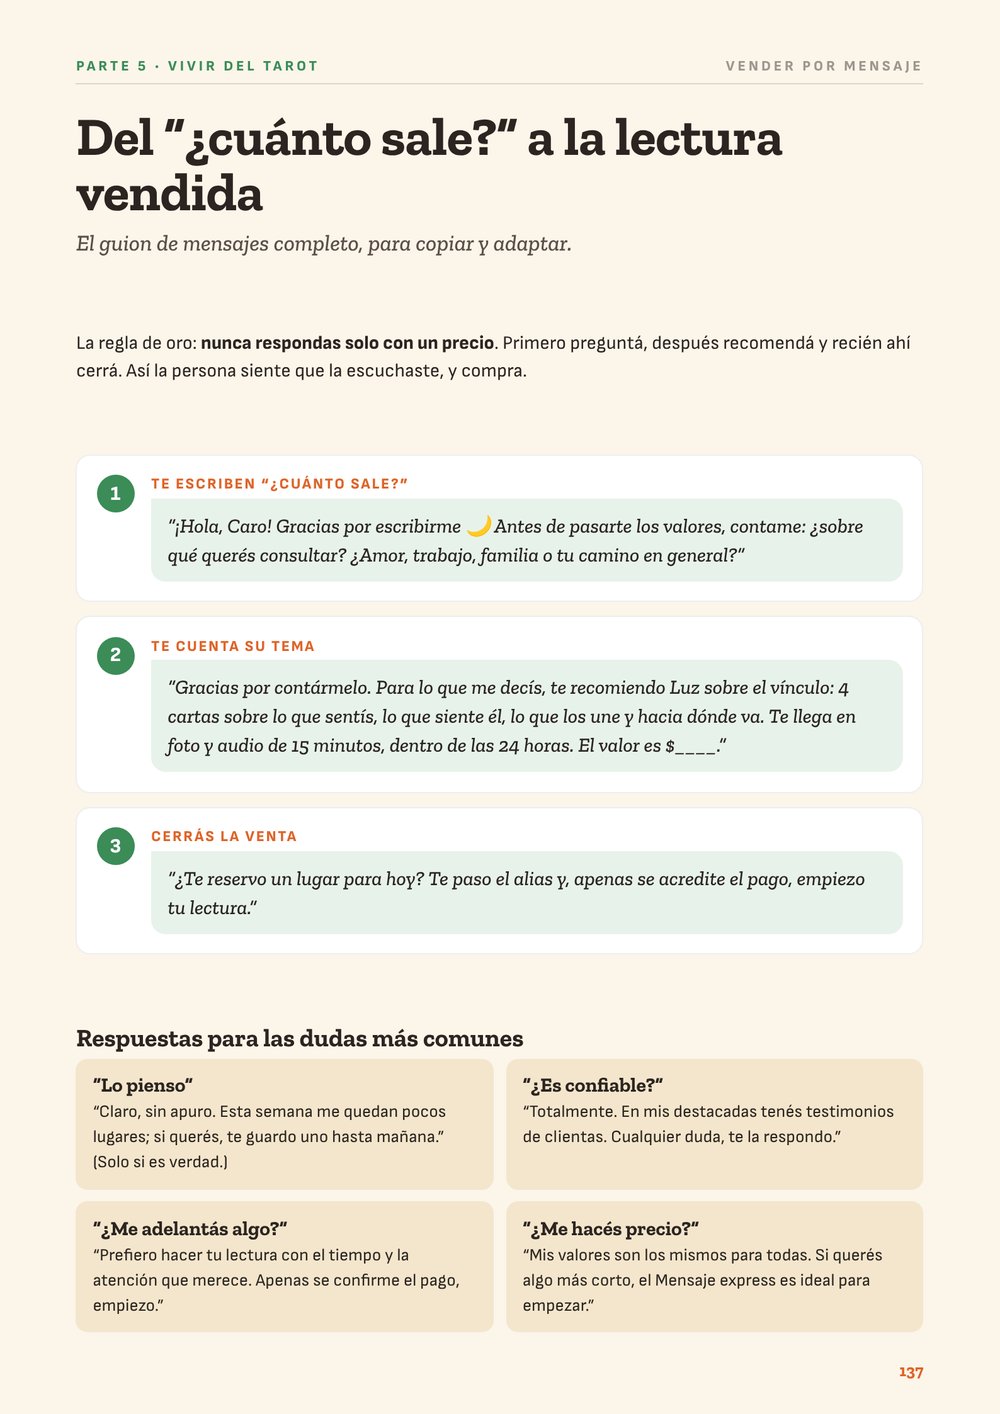 PARTE 5 · VIVIR DEL TAROT
VENDER POR MENSAJE
Del “¿cuánto sale?” a la lectura
vendida
El guion de mensajes completo, para copiar y adaptar.
La regla de oro: nunca respondas solo con un precio. Primero preguntá, después recomendá y recién ahí
cerrá. Así la persona siente que la escuchaste, y compra.
1
TE ESCRIBEN “¿CUÁNTO SALE?”
“¡Hola, Caro! Gracias por escribirme 🌙 Antes de pasarte los valores, contame: ¿sobre
qué querés consultar? ¿Amor, trabajo, familia o tu camino en general?”
2
TE CUENTA SU TEMA
“Gracias por contármelo. Para lo que me decís, te recomiendo Luz sobre el vínculo: 4
cartas sobre lo que sentís, lo que siente él, lo que los une y hacia dónde va. Te llega en
foto y audio de 15 minutos, dentro de las 24 horas. El valor es $____.”
3
CERRÁS LA VENTA
“¿Te reservo un lugar para hoy? Te paso el alias y, apenas se acredite el pago, empiezo
tu lectura.”
Respuestas para las dudas más comunes
“Lo pienso”
“Claro, sin apuro. Esta semana me quedan pocos
lugares; si querés, te guardo uno hasta mañana.”
(Solo si es verdad.)
“¿Es confiable?”
“Totalmente. En mis destacadas tenés testimonios
de clientas. Cualquier duda, te la respondo.”
“¿Me adelantás algo?”
“Prefiero hacer tu lectura con el tiempo y la
atención que merece. Apenas se confirme el pago,
empiezo.”
“¿Me hacés precio?”
“Mis valores son los mismos para todas. Si querés
algo más corto, el Mensaje express es ideal para
empezar.”
137